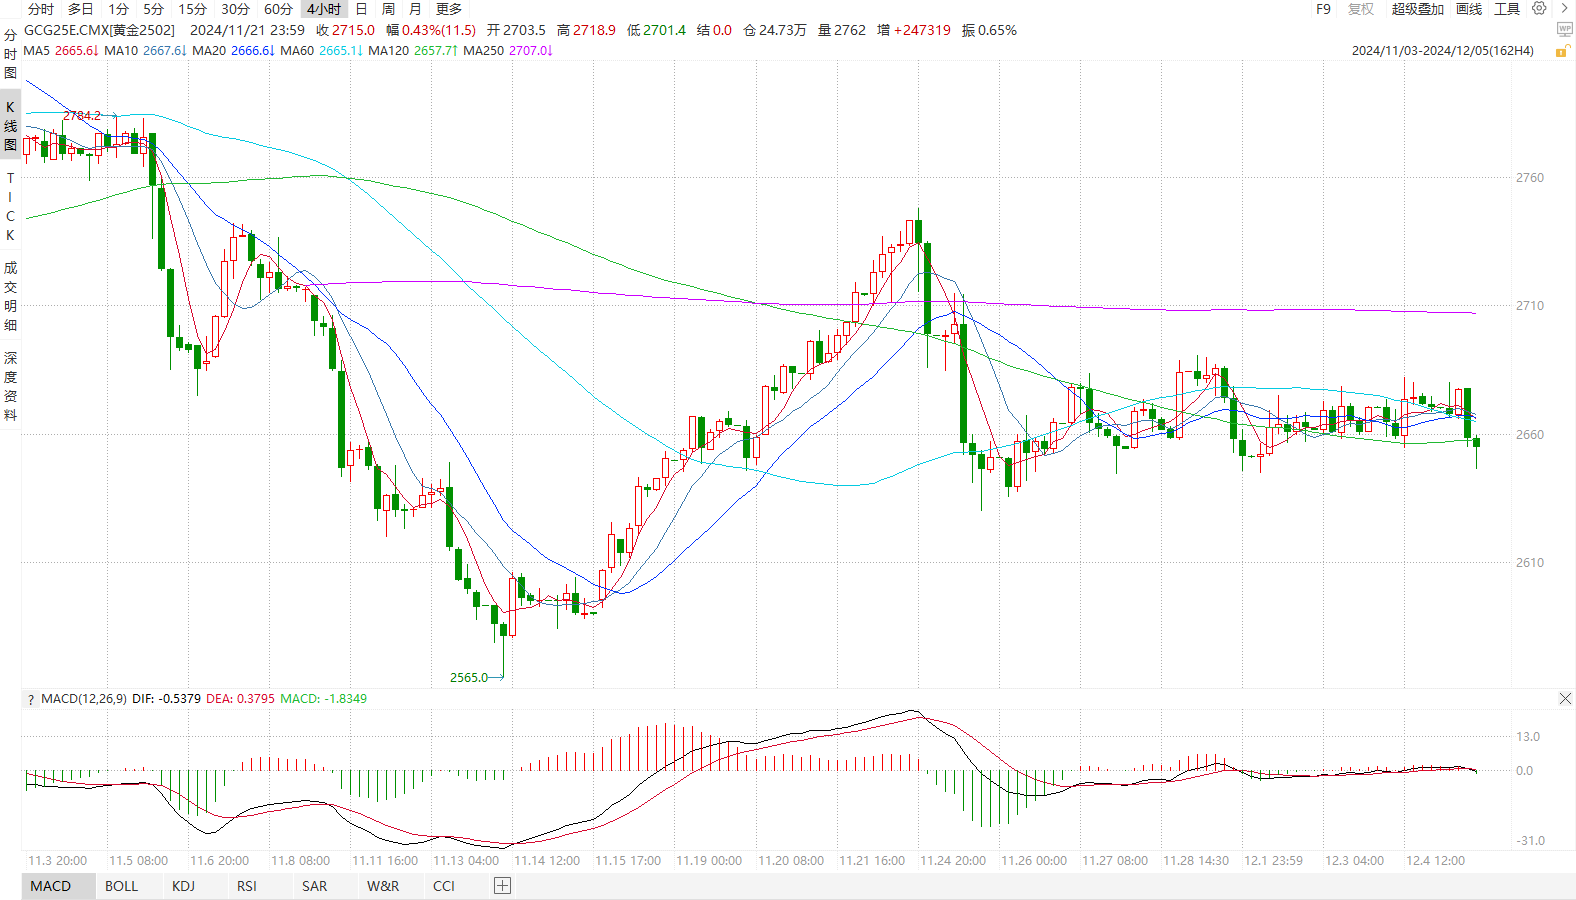 分时 多日 1分 5分 15分 30分 60分 4小时 日 周 月 更多 F9 复权 超级叠加 画线 工具
GCG25E.CMX[黄金2502] 2024/11/21 23:59 收 2715.0 幅 0.43%(11.5) 开 2703.5 高 2718.9 低 2701.4 结 0.0 仓 24.73万 量 2762 增 +247319 振 0.65% WP
MA5 2665.6↓ MA10 2667.6↓ MA20 2666.6↓ MA60 2665.1↓ MA120 2657.7↑ MA250 2707.0↓ 2024/11/03-2024/12/05(162H4)
分时图
K线图
TICK
成交明细
深度资料
2784.2
2760
2710
2660
2610
2565.0
? MACD(12,26,9) DIF: -0.5379 DEA: 0.3795 MACD: -1.8349
13.0
0.0
-31.0
11.3 20:00 11.5 08:00 11.6 20:00 11.8 08:00 11.11 16:00 11.13 04:00 11.14 12:00 11.15 17:00 11.19 00:00 11.20 08:00 11.21 16:00 11.24 20:00 11.26 00:00 11.27 08:00 11.28 14:30 12.1 23:59 12.3 04:00 12.4 12:00
MACD BOLL KDJ RSI SAR W&R CCI